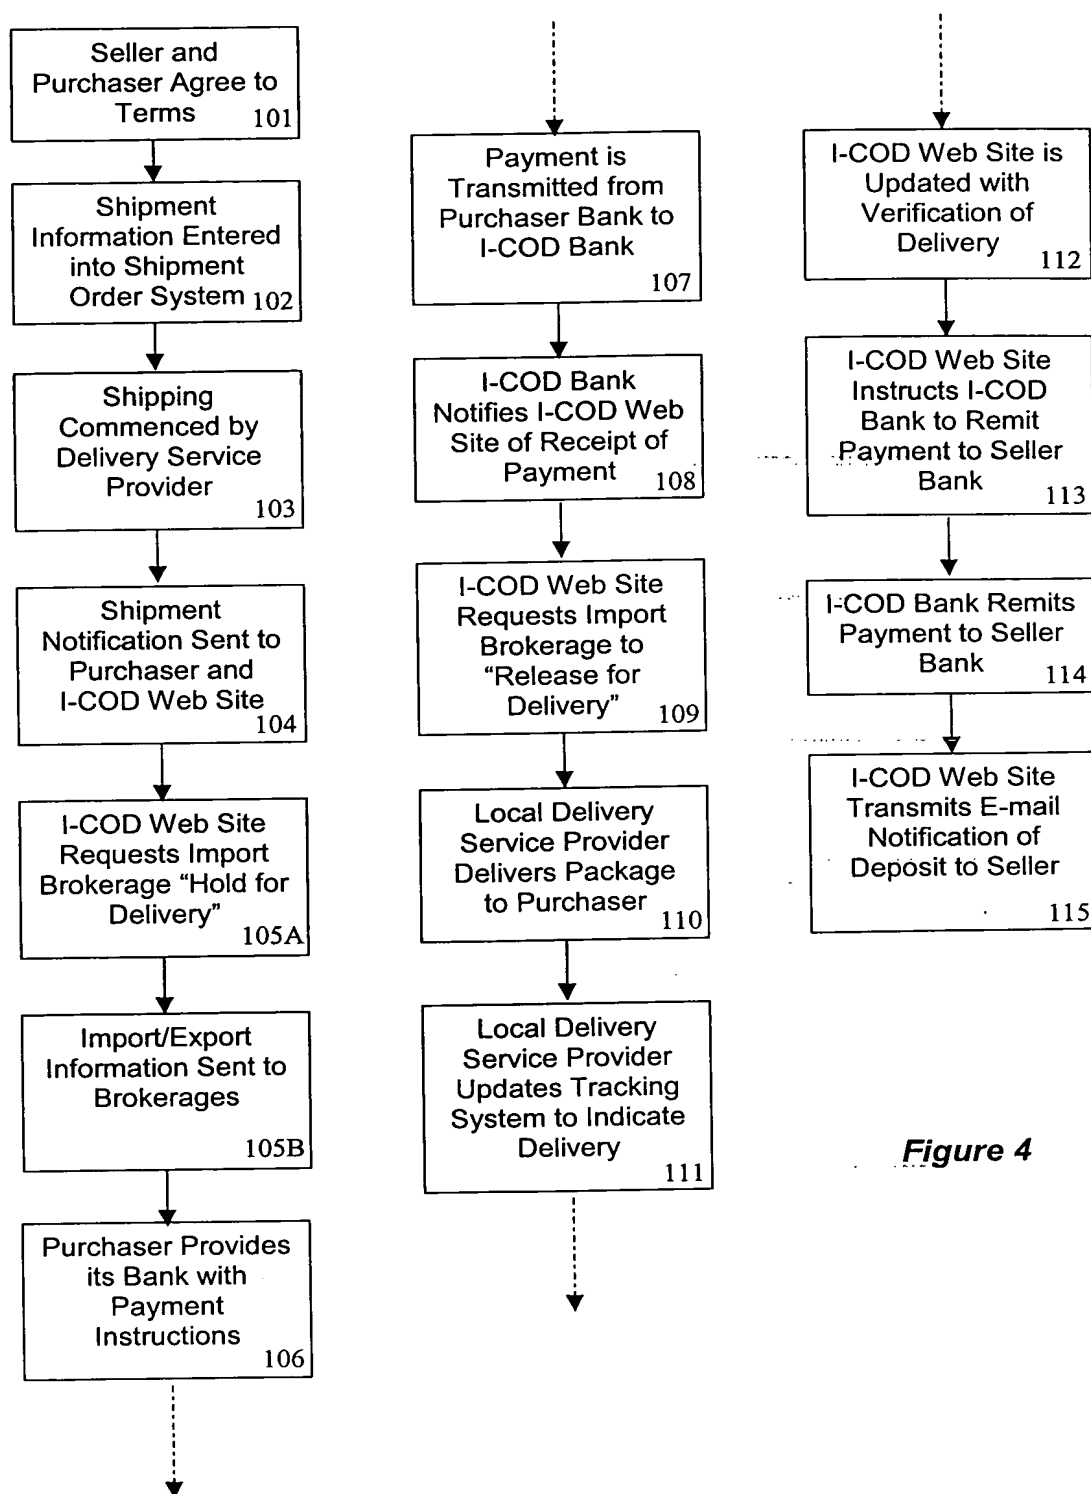 Seller and
Purchaser Agree to
Terms
101
Shipment
Information Entered
into Shipment
Order System
102
Shipping
Commenced by
Delivery Service
Provider
103
Shipment
Notification Sent to
Purchaser and
I-COD Web Site
104
I-COD Web Site
Requests Import
Brokerage “Hold for
Delivery”
105A
Import/Export
Information Sent to
Brokerages
105B
Purchaser Provides
its Bank with
Payment
Instructions
106
Payment is
Transmitted from
Purchaser Bank to
I-COD Bank
107
I-COD Bank
Notifies I-COD Web
Site of Receipt of
Payment
108
I-COD Web Site
Requests Import
Brokerage to
“Release for
Delivery”
109
Local Delivery
Service Provider
Delivers Package
to Purchaser
110
Local Delivery
Service Provider
Updates Tracking
System to Indicate
Delivery
111
I-COD Web Site is
Updated with
Verification of
Delivery
112
I-COD Web Site
Instructs I-COD
Bank to Remit
Payment to Seller
Bank
113
I-COD Bank Remits
Payment to Seller
Bank
114
I-COD Web Site
Transmits E-mail
Notification of
Deposit to Seller
115
Figure 4